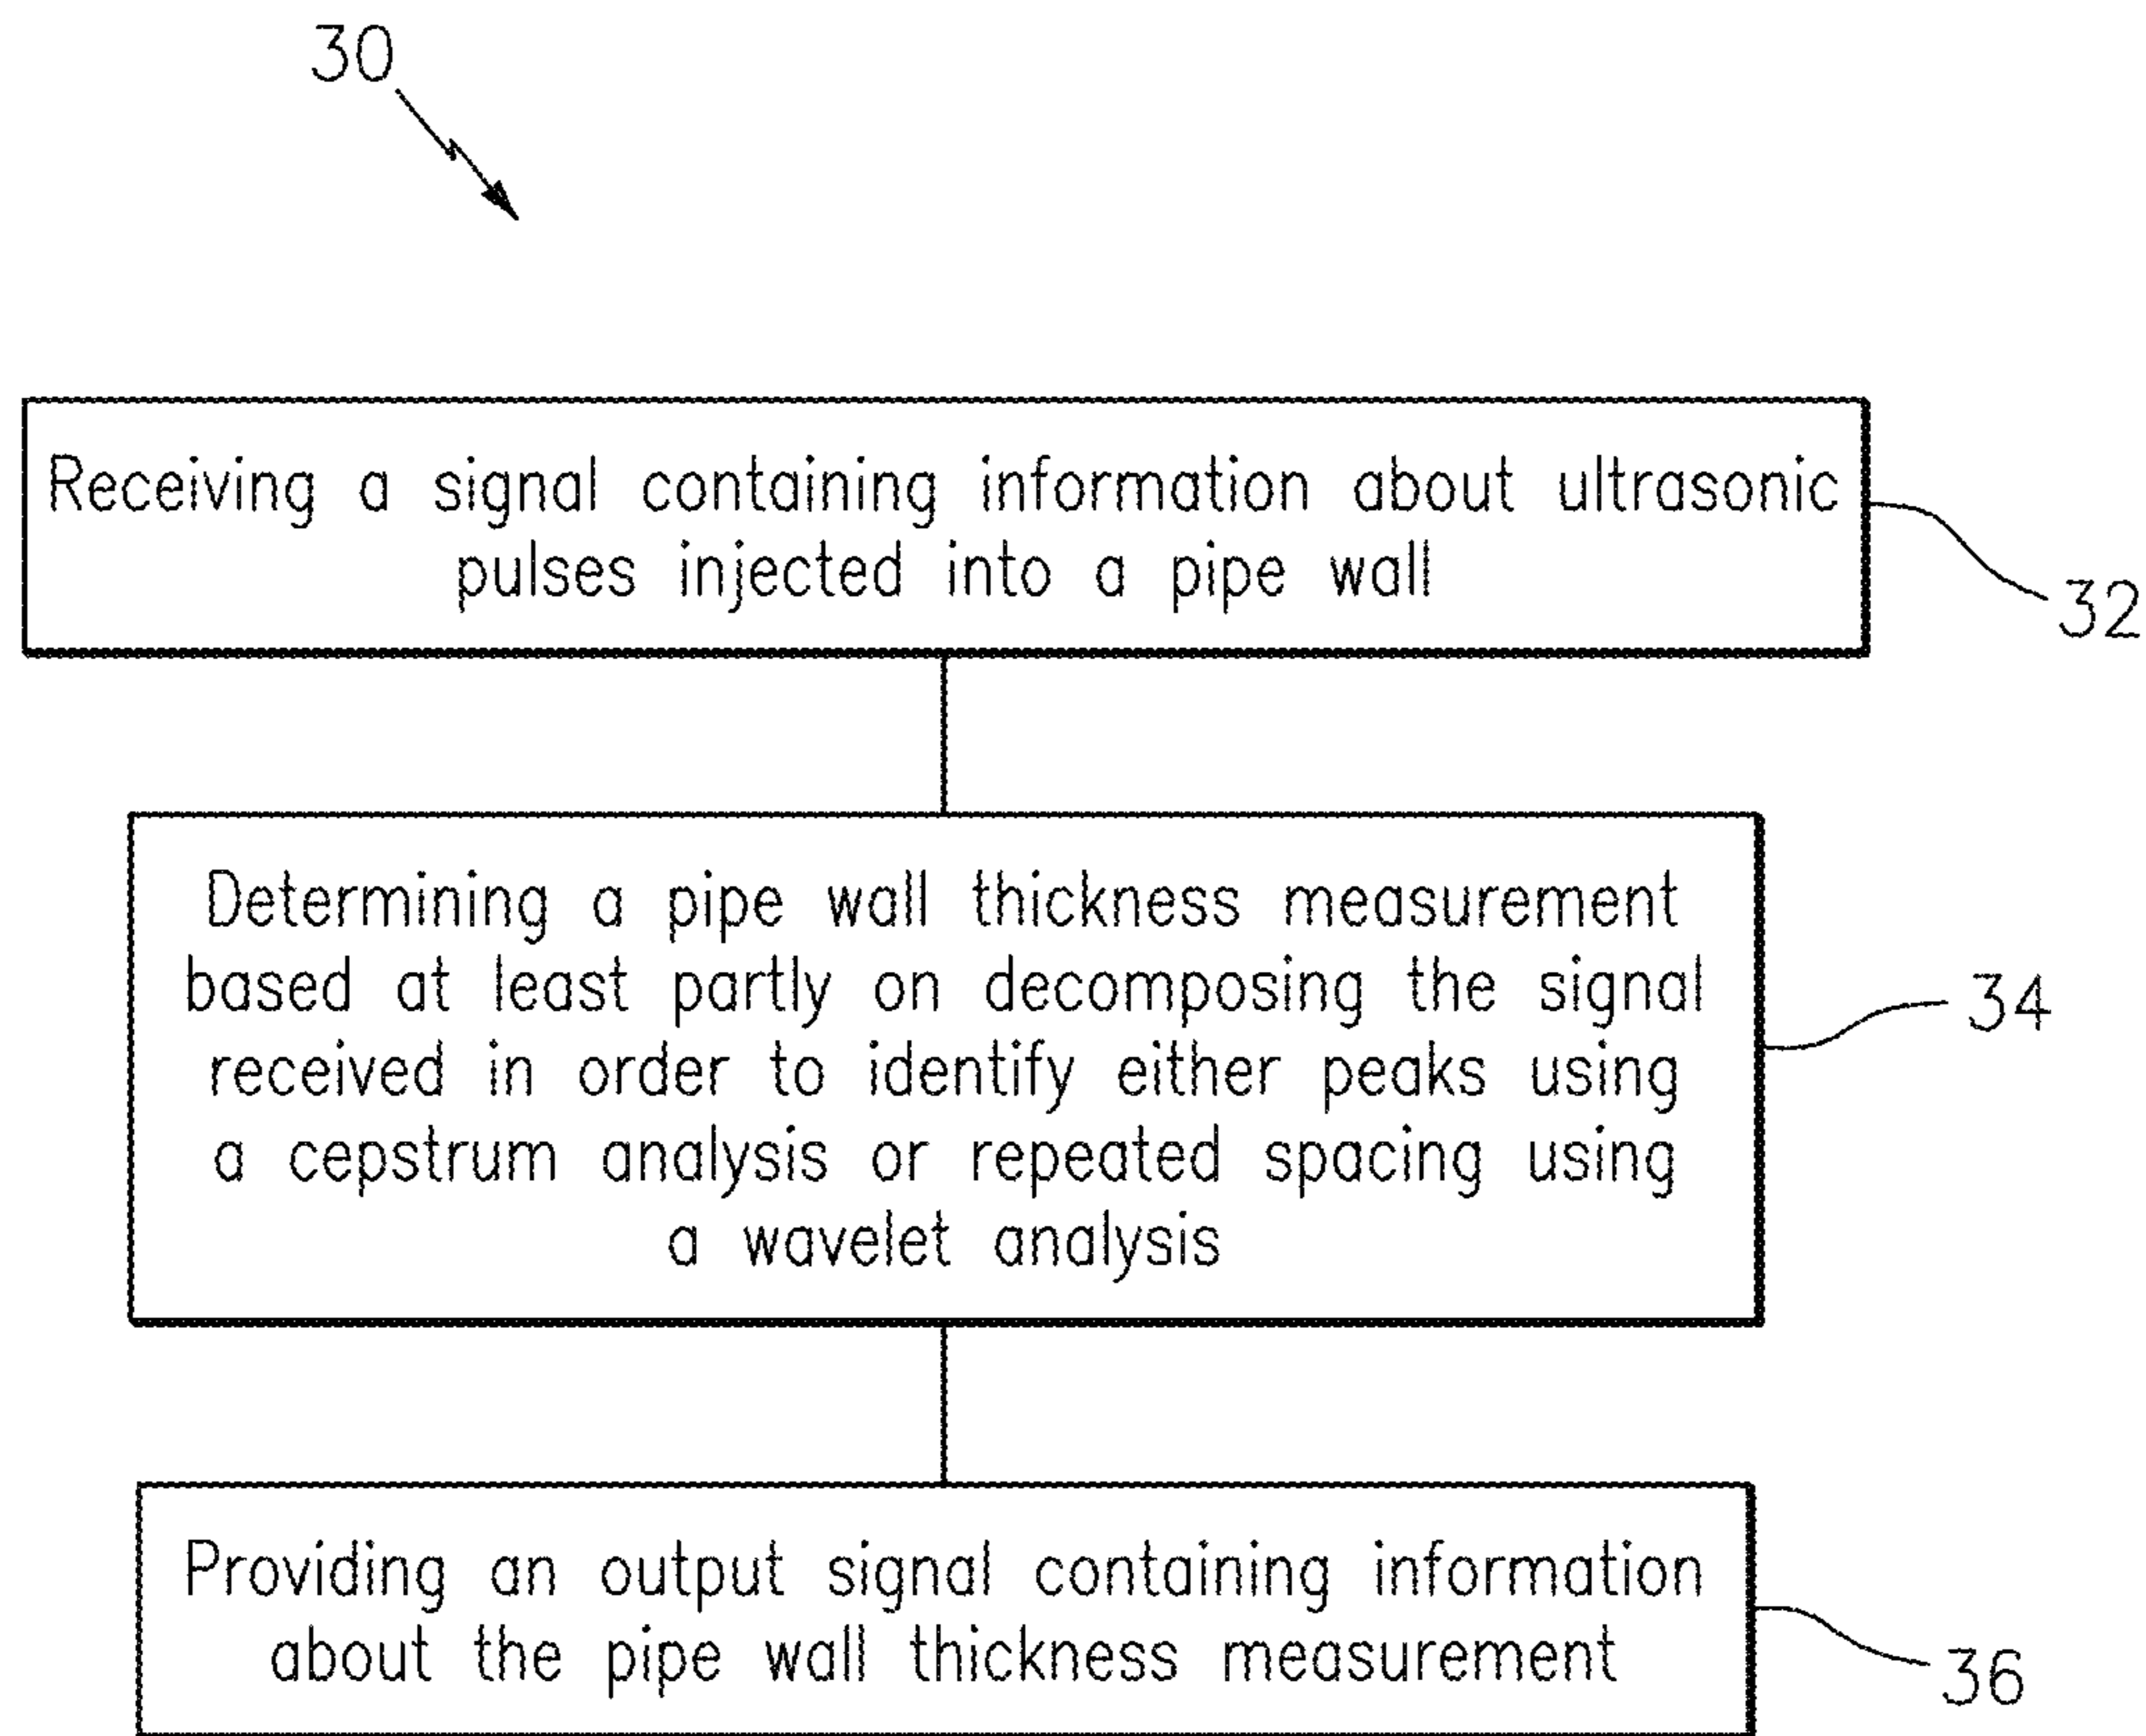 30
Receiving a signal containing information about ultrasonic
pulses injected into a pipe wall
32
Determining a pipe wall thickness measurement
based at least partly on decomposing the signal
received in order to identify either peaks using
a cepstrum analysis or repeated spacing using
a wavelet analysis
34
Providing an output signal containing information
about the pipe wall thickness measurement
36